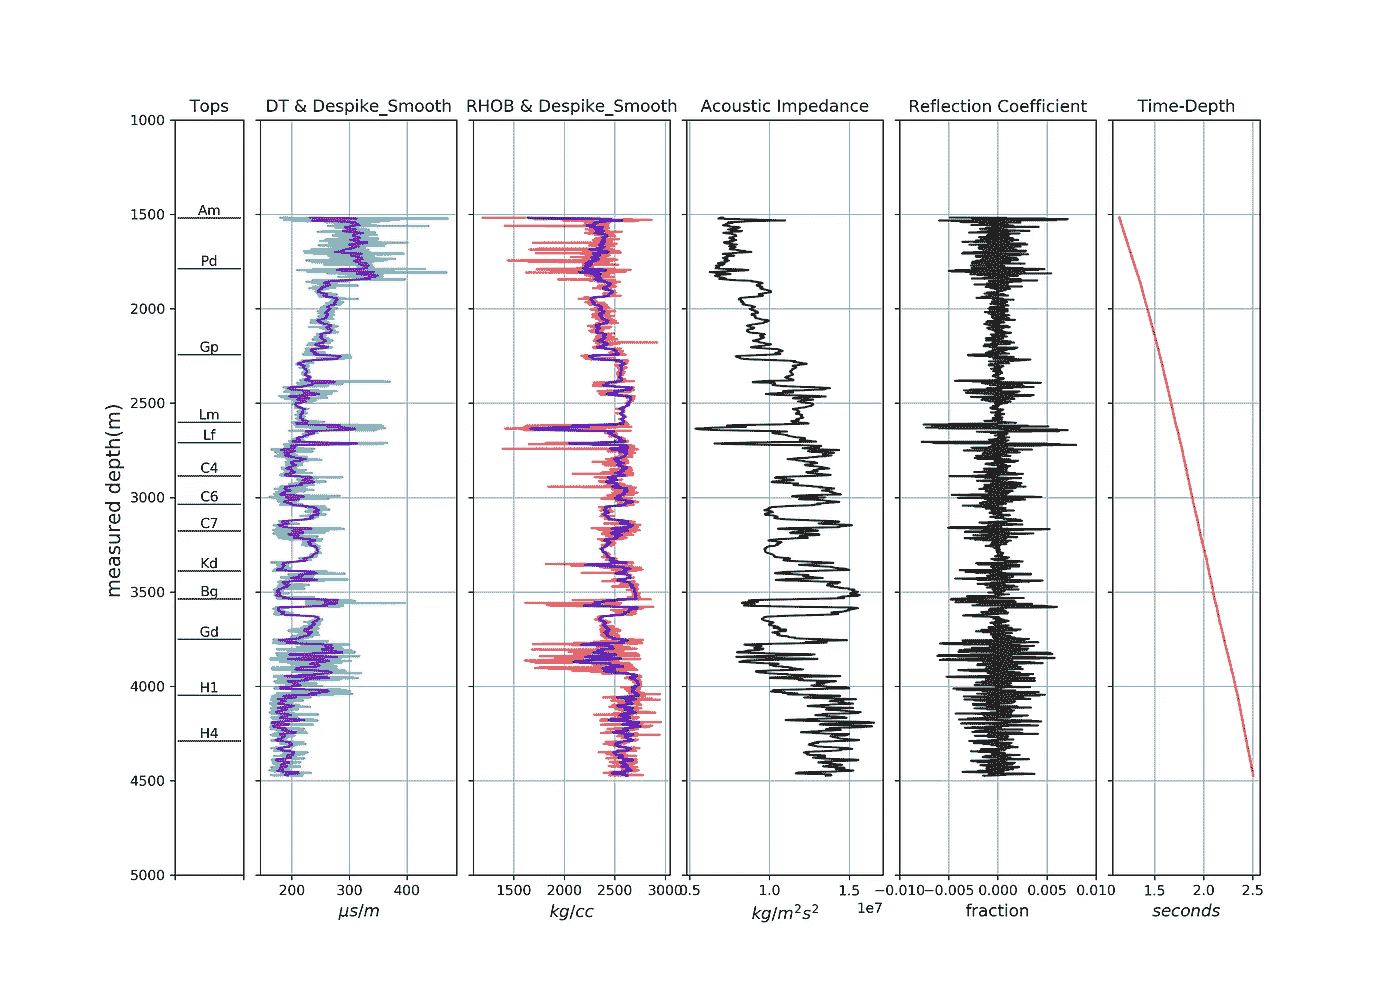 Tops
DT & Despike_Smooth
RHOB & Despike_Smooth
Acoustic Impedance
Reflection Coefficient
Time-Depth
measured depth(m)
1000
1500
2000
2500
3000
3500
4000
4500
5000
Am
Pd
Gp
Lm
Lf
C4
C6
C7
Kd
Bg
Gd
H1
H4
200 300 400
μs/m
1500 2000 2500 3000
kg/cc
0.5 1.0 1.5
1e7
kg/m²s²
−0.010 −0.005 0.000 0.005 0.010
fraction
1.5 2.0 2.5
seconds